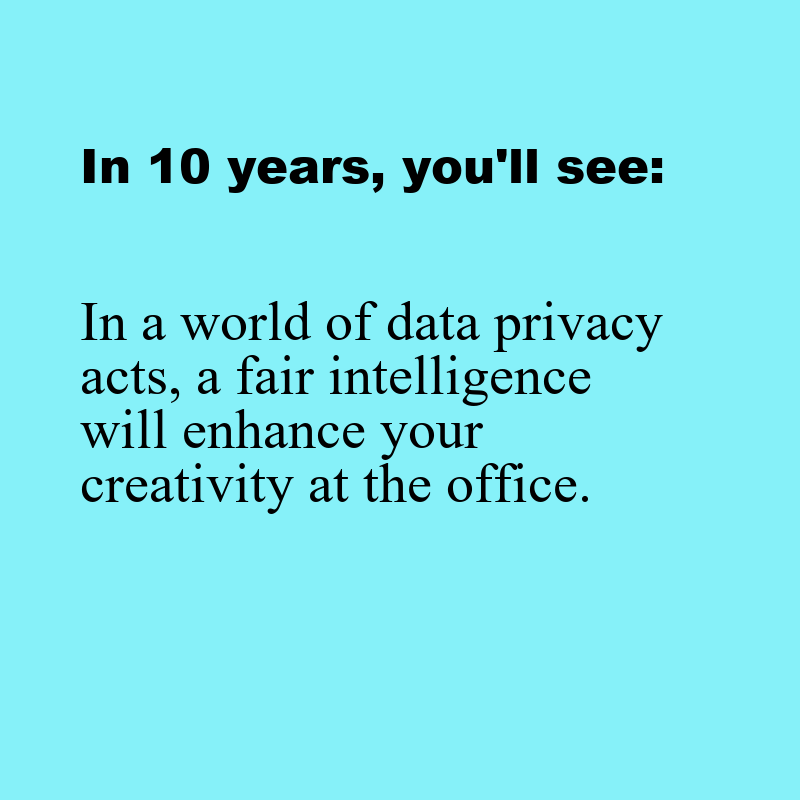 In 10 years, you'll see:
In a world of data privacy
acts, a fair intelligence
will enhance your
creativity at the office.